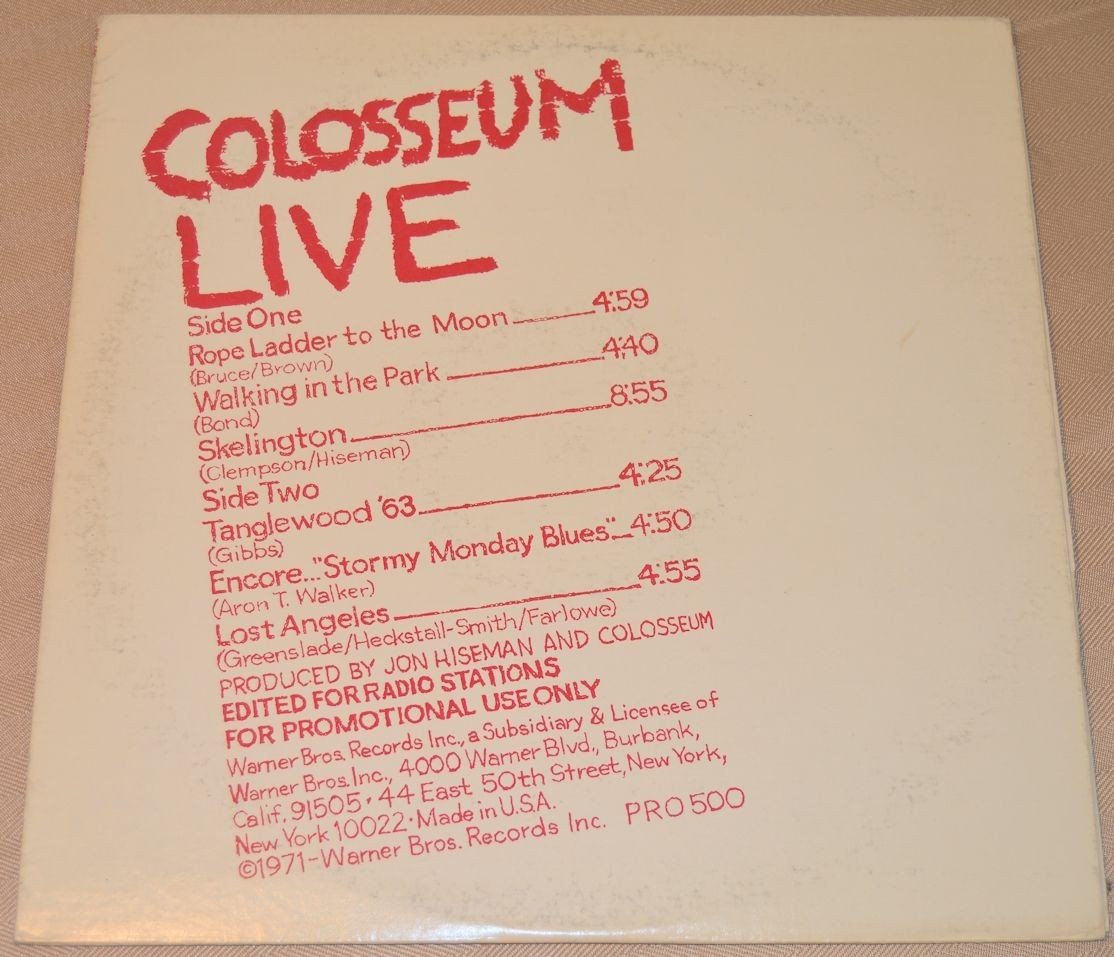 COLOSSEUM
LIVE
Side One
Rope Ladder to the Moon 4:59
(Bruce/Brown)
Walking in the Park 4:40
(Bond)
Skelington 8:55
(Clempson/Hiseman)
Side Two
Tanglewood '63 4:25
(Gibbs)
Encore..."Stormy Monday Blues" 4:50
(Aron T. Walker)
Lost Angeles 4:55
(Greenslade/Heckstall-Smith/Farlowe)
PRODUCED BY JON HISEMAN AND COLOSSEUM
EDITED FOR RADIO STATIONS
FOR PROMOTIONAL USE ONLY
Warner Bros. Records Inc., a Subsidiary & Licensee of
Warner Bros. Inc., 4000 Warner Blvd., Burbank,
Calif. 91505 · 44 East 50th Street, New York,
New York 10022 · Made in U.S.A.
©1971-Warner Bros. Records Inc. PRO 500